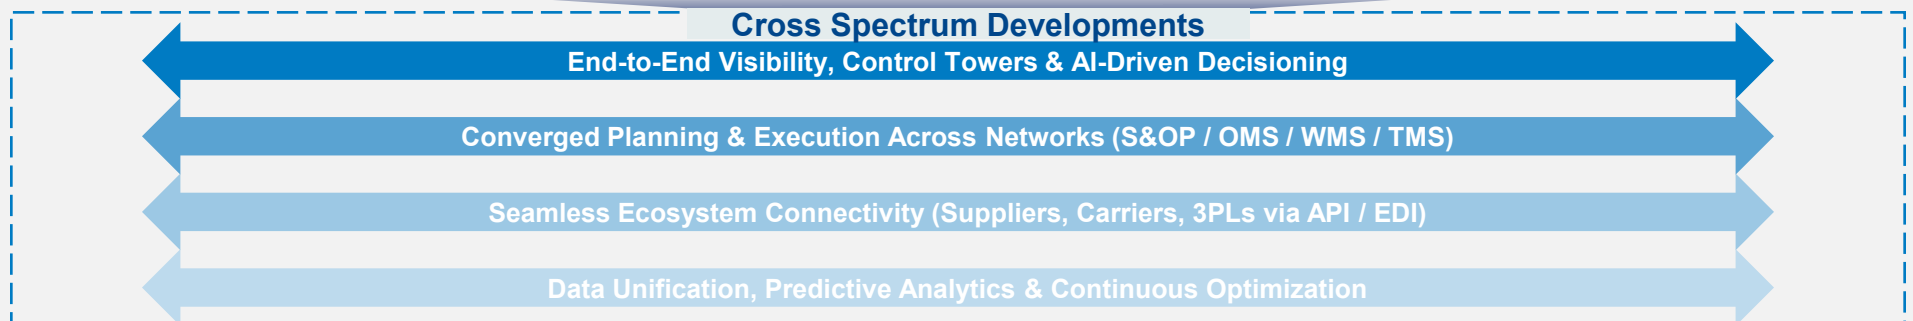 Cross Spectrum Developments
End-to-End Visibility, Control Towers & AI-Driven Decisioning
Converged Planning & Execution Across Networks (S&OP / OMS / WMS / TMS)
Seamless Ecosystem Connectivity (Suppliers, Carriers, 3PLs via API / EDI)
Data Unification, Predictive Analytics & Continuous Optimization